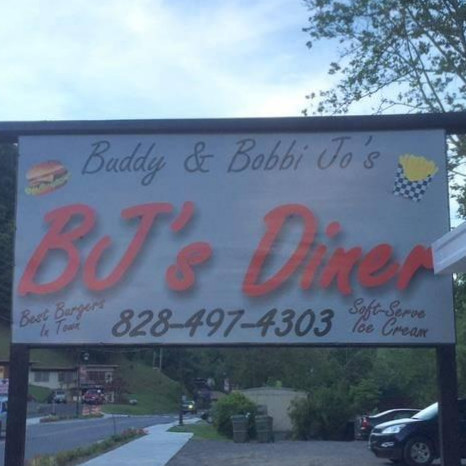 Buddy & Bobbi Jo's
BJ's Diner
Best Burgers
In Town
828-497-4303
Soft-Serve
Ice Cream